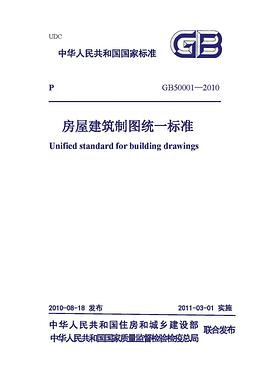 UDC
中华人民共和国国家标准
GB
P GB50001—2010
房屋建筑制图统一标准
Unified standard for building drawings
2010-08-18 发布 2011-03-01 实施
中华人民共和国住房和城乡建设部
中华人民共和国国家质量监督检验检疫总局
联合发布